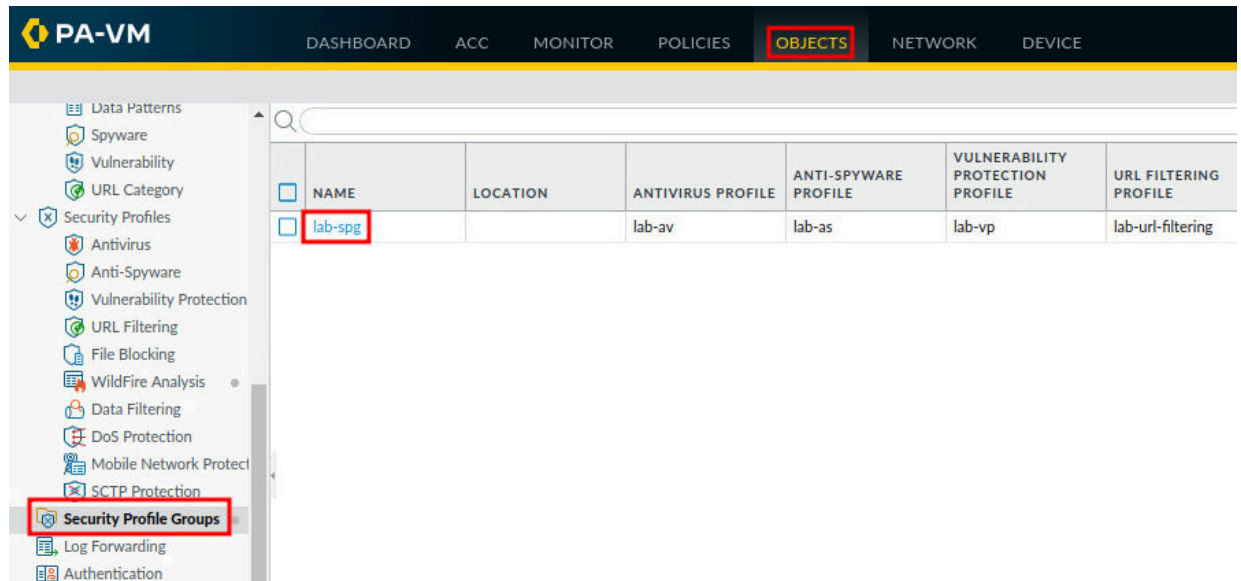 PA-VM
DASHBOARD ACC MONITOR POLICIES OBJECTS NETWORK DEVICE
Data Patterns
Spyware
Vulnerability
URL Category
Security Profiles
Antivirus
Anti-Spyware
Vulnerability Protection
URL Filtering
File Blocking
WildFire Analysis
Data Filtering
DoS Protection
Mobile Network Protect
SCTP Protection
Security Profile Groups
Log Forwarding
Authentication
NAME LOCATION ANTIVIRUS PROFILE ANTI-SPYWARE PROFILE VULNERABILITY PROTECTION PROFILE URL FILTERING PROFILE
lab-spg lab-av lab-as lab-vp lab-url-filtering